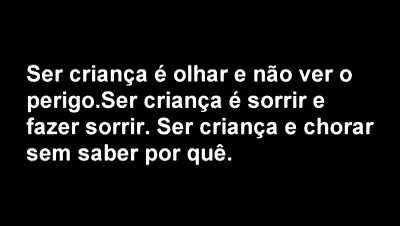 Ser criança é olhar e não ver o
perigo.Ser criança é sorrir e
fazer sorrir. Ser criança e chorar
sem saber por quê.